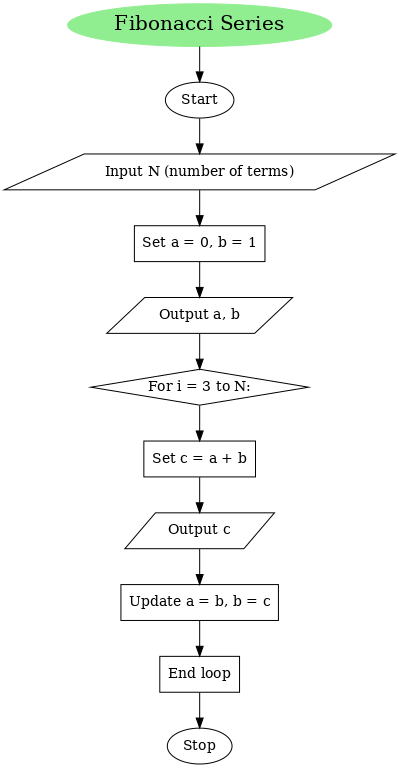 Fibonacci Series
Start
Input N (number of terms)
Set a = 0, b = 1
Output a, b
For i = 3 to N:
Set c = a + b
Output c
Update a = b, b = c
End loop
Stop